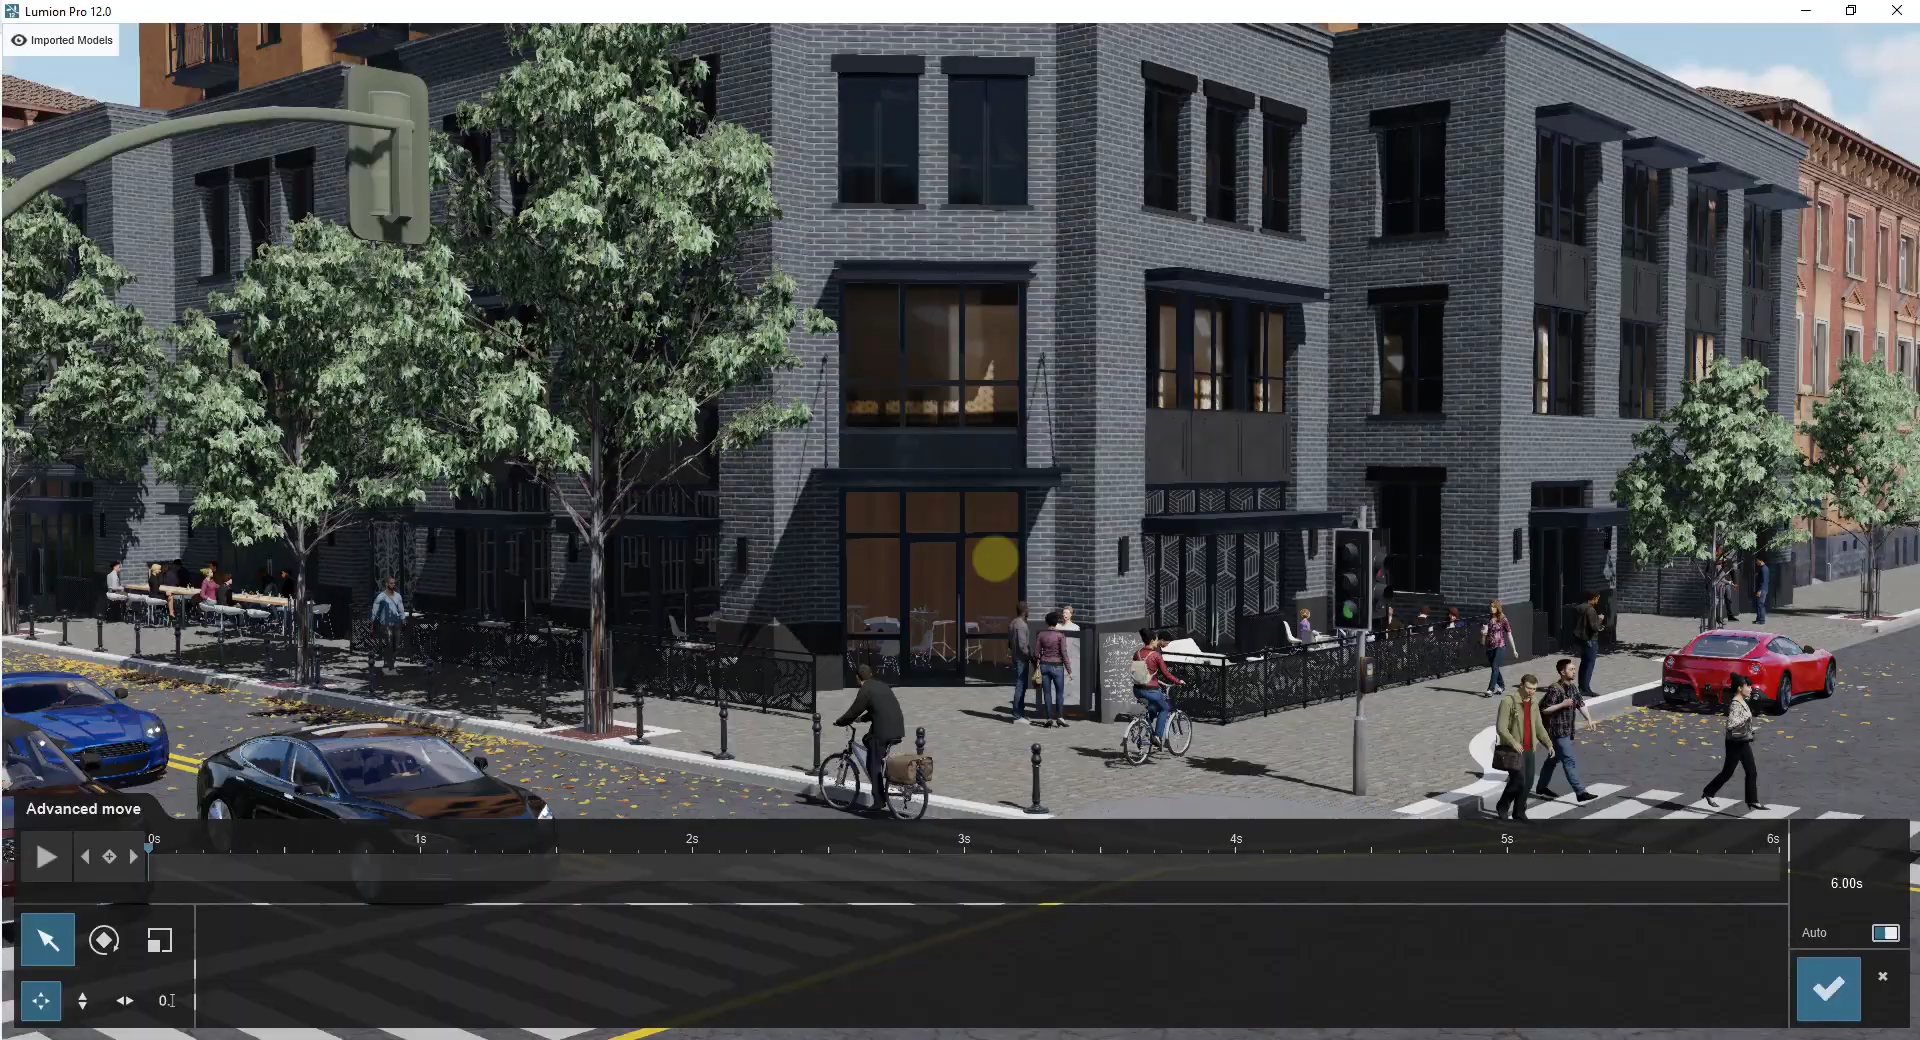 Lumion Pro 12.0
Imported Models
Advanced move
0s
1s
2s
3s
4s
5s
6s
6.00s
Auto
0.